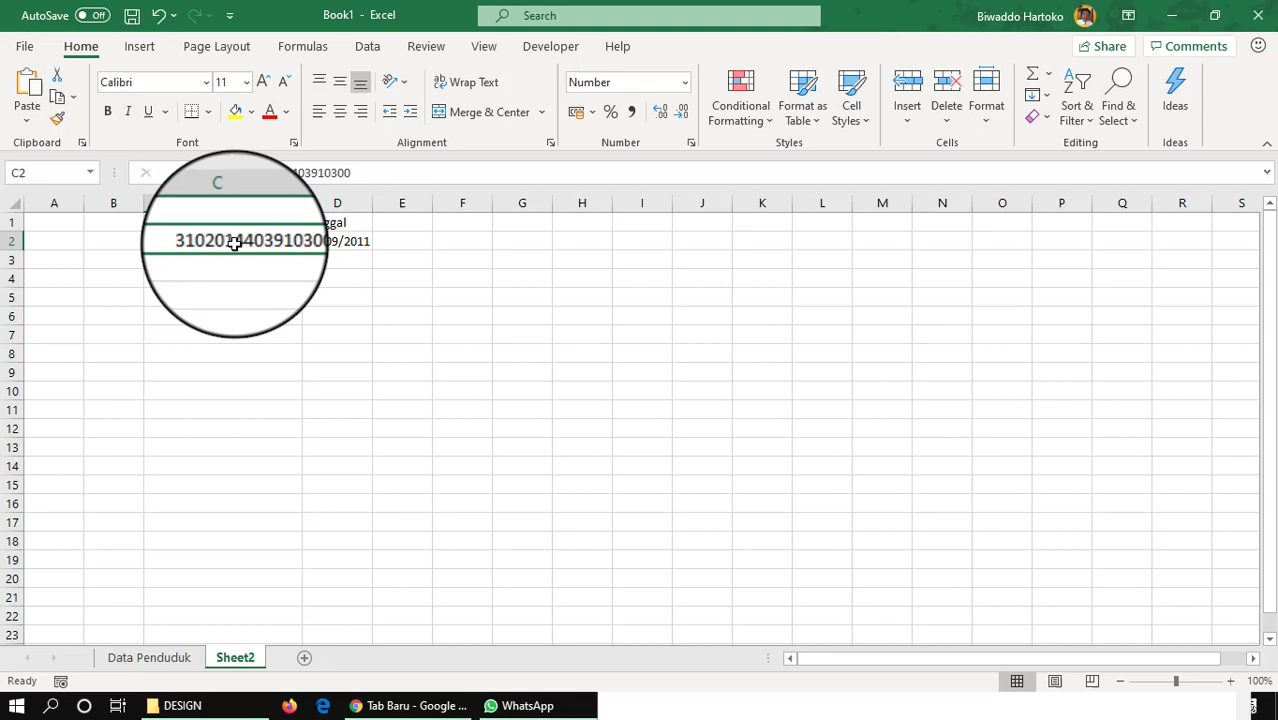 AutoSave Off Book1 - Excel Search Biwaddo Hartoko
File Home Insert Page Layout Formulas Data Review View Developer Help Share Comments
Calibri 11 Wrap Text Number
Paste B I U Merge & Center % Conditional Formatting Format as Table Cell Styles Insert Delete Format Sort & Filter Find & Select Ideas
Clipboard Font Alignment Number Styles Cells Editing Ideas
C2 03910300
A B C D E F G H I J K L M N O P Q R S
1 ggal
2 3102014403910300 09/2011
3
4
5
6
7
8
9
10
11
12
13
14
15
16
17
18
19
20
21
22
23
Data Penduduk Sheet2
Ready 100%
DESIGN Tab Baru - Google ... WhatsApp